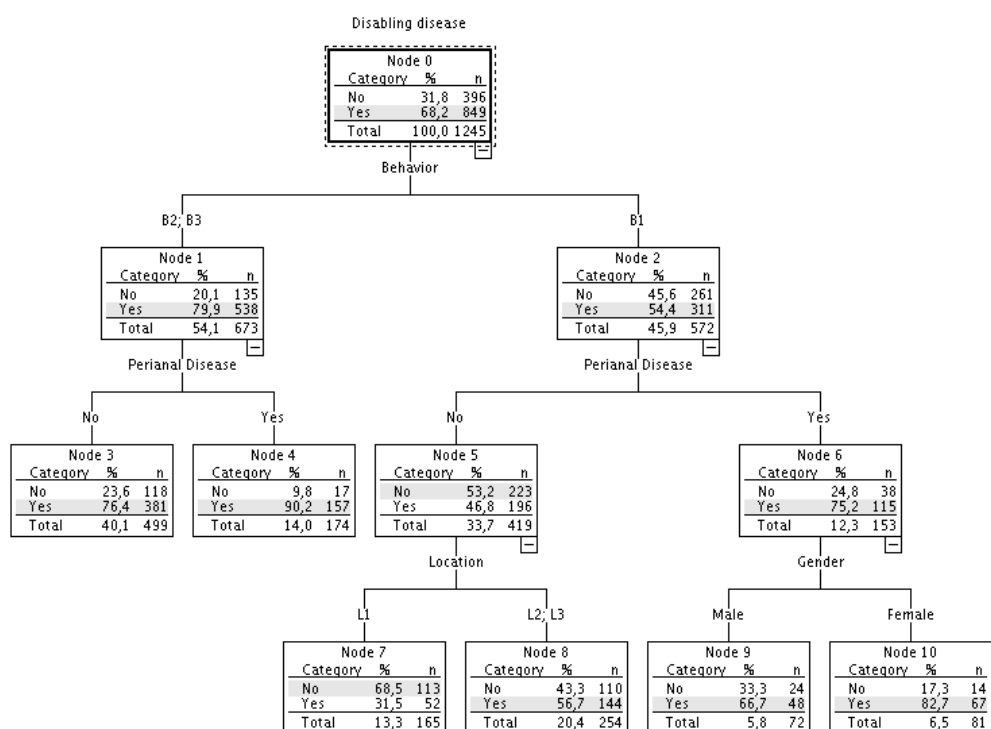 Disabling disease
Node 0
Category % n
No 31,8 396
Yes 68,2 849
Total 100,0 1245
Behavior
B2; B3
B1
Node 1
Category % n
No 20,1 135
Yes 79,9 538
Total 54,1 673
Node 2
Category % n
No 45,6 261
Yes 54,4 311
Total 45,9 572
Perianal Disease
Perianal Disease
No
Yes
No
Yes
Node 3
Category % n
No 23,6 118
Yes 76,4 381
Total 40,1 499
Node 4
Category % n
No 9,8 17
Yes 90,2 157
Total 14,0 174
Node 5
Category % n
No 53,2 223
Yes 46,8 196
Total 33,7 419
Node 6
Category % n
No 24,8 38
Yes 75,2 115
Total 12,3 153
Location
Gender
L1
L2; L3
Male
Female
Node 7
Category % n
No 68,5 113
Yes 31,5 52
Total 13,3 165
Node 8
Category % n
No 43,3 110
Yes 56,7 144
Total 20,4 254
Node 9
Category % n
No 33,3 24
Yes 66,7 48
Total 5,8 72
Node 10
Category % n
No 17,3 14
Yes 82,7 67
Total 6,5 81